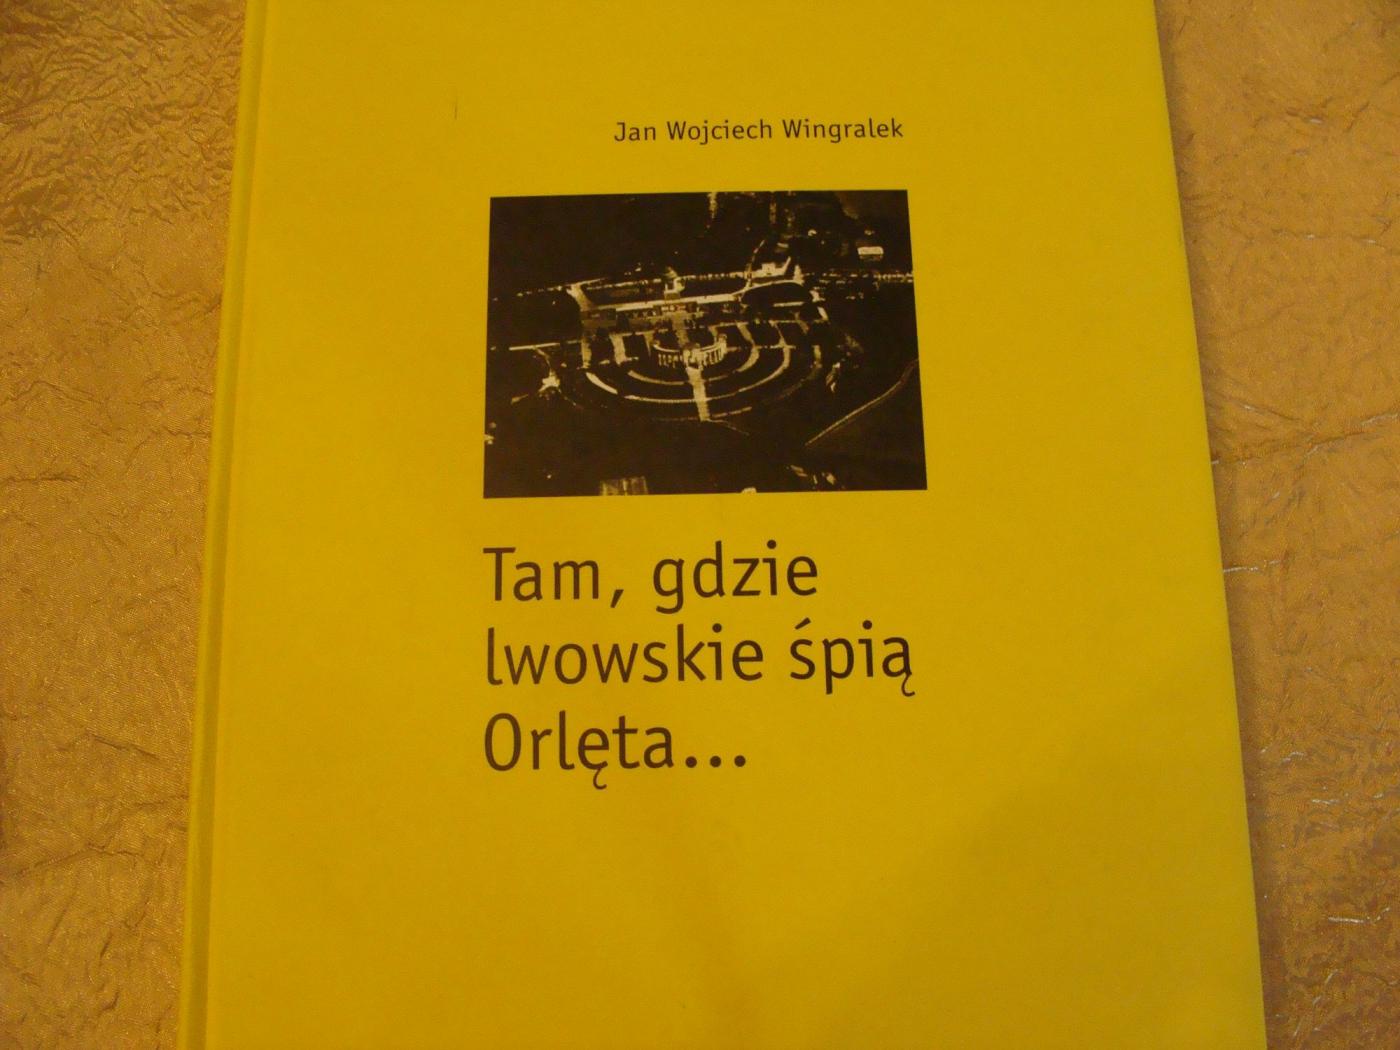 Jan Wojciech Wingralek
Tam, gdzie
lwowskie śpią
Orlęta...